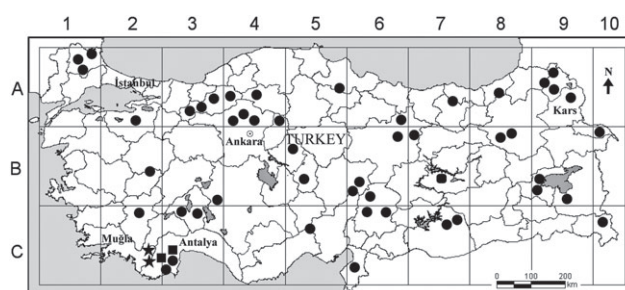 1 2 3 4 5 6 7 8 9 10
A
İstanbul
N
Kars
Ankara
TURKEY
B
Muğla
Antalya
C
0 100 200
km